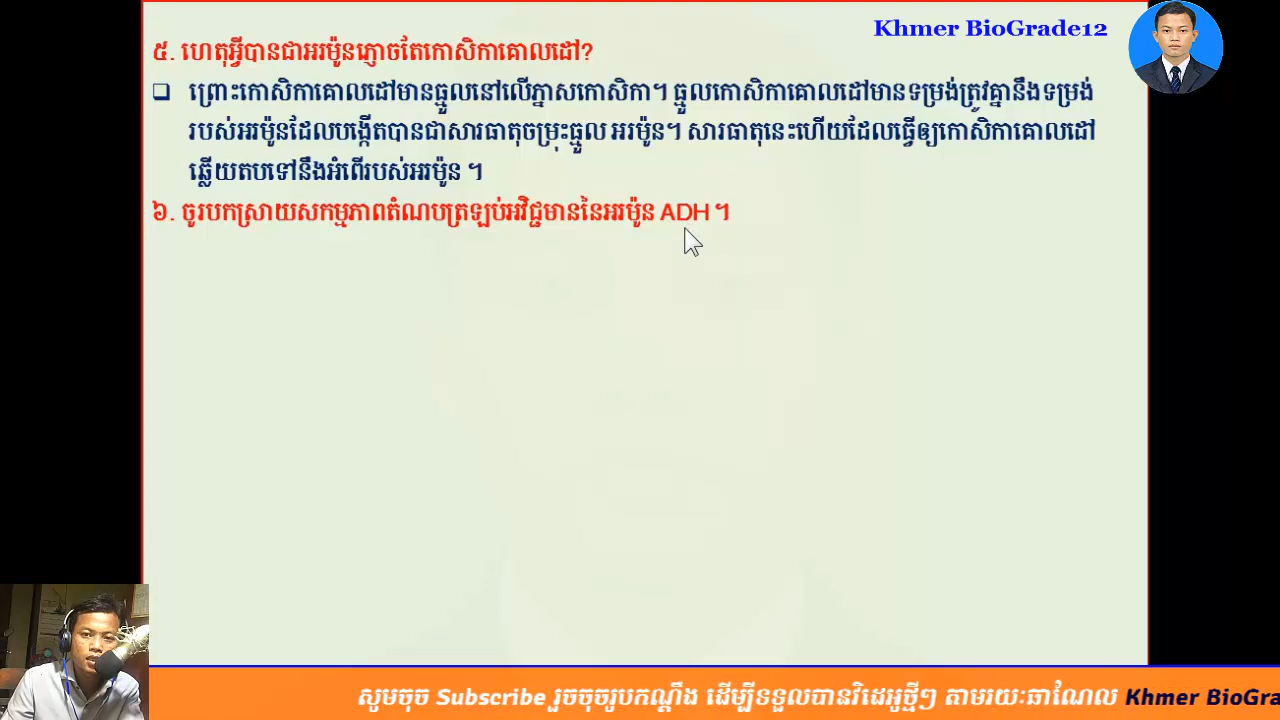 Khmer BioGrade12
៥. ហេតុអ្វីបានជាអរម៉ូនភ្ញោចតែកោសិកាគោលដៅ?
❑ ព្រោះកោសិកាគោលដៅមានធ្មួលនៅលើភ្នាសកោសិកា។ ធ្មួលកោសិកាគោលដៅមានទម្រង់ត្រូវគ្នានឹងទម្រង់
របស់អរម៉ូនដែលបង្កើតបានជាសារធាតុចម្រុះធ្មួល អរម៉ូន។ សារធាតុនេះហើយដែលធ្វើឲ្យកោសិកាគោលដៅ
ឆ្លើយតបទៅនឹងអំពើរបស់អរម៉ូន ។
៦. ចូរបកស្រាយសកម្មភាពតំណបត្រឡប់អវិជ្ជមាននៃអរម៉ូន ADH ។
សូមចុច Subscribe រួចចុចរូបកណ្ដឹង ដើម្បីទទួលបានវិដេអូថ្មីៗ តាមរយៈឆាណែល Khmer BioGra